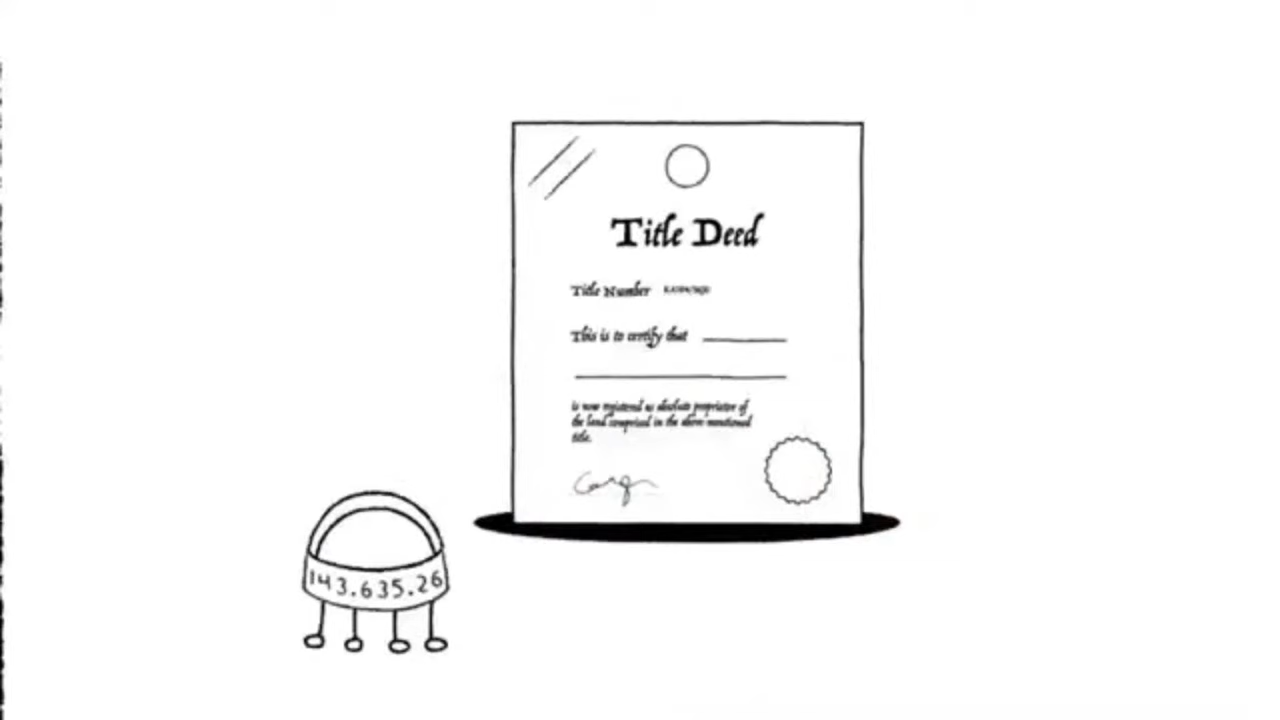 Title Deed
Title Number
This is to certify that
is now registered as absolute proprietor of
the land comprised in the above mentioned
title.
143.635.26